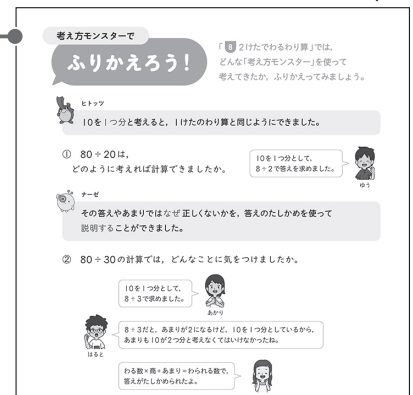 考え方モンスターで
ふりかえろう！
「8 2けたでわるわり算」では，
どんな「考え方モンスター」を使って
考えてきたか，ふりかえってみましょう。
ヒトッツ
10を1つ分と考えると，1けたのわり算と同じようにできました。
① 80÷20は，
どのように考えれば計算できましたか。
10を1つ分として，
8÷2で答えを求めました。
ゆう
ナーゼ
その答えやあまりではなぜ正しくないかを，答えのたしかめを使って
説明することができました。
② 80÷30の計算では，どんなことに気をつけましたか。
10を1つ分として，
8÷3で求めました。
あかり
8÷3だと，あまりが2になるけど，10を1つ分としているから，
あまりも10が2つ分と考えなくてはいけなかったね。
はると
わる数×商+あまり=わられる数で，
答えがたしかめられたよ。